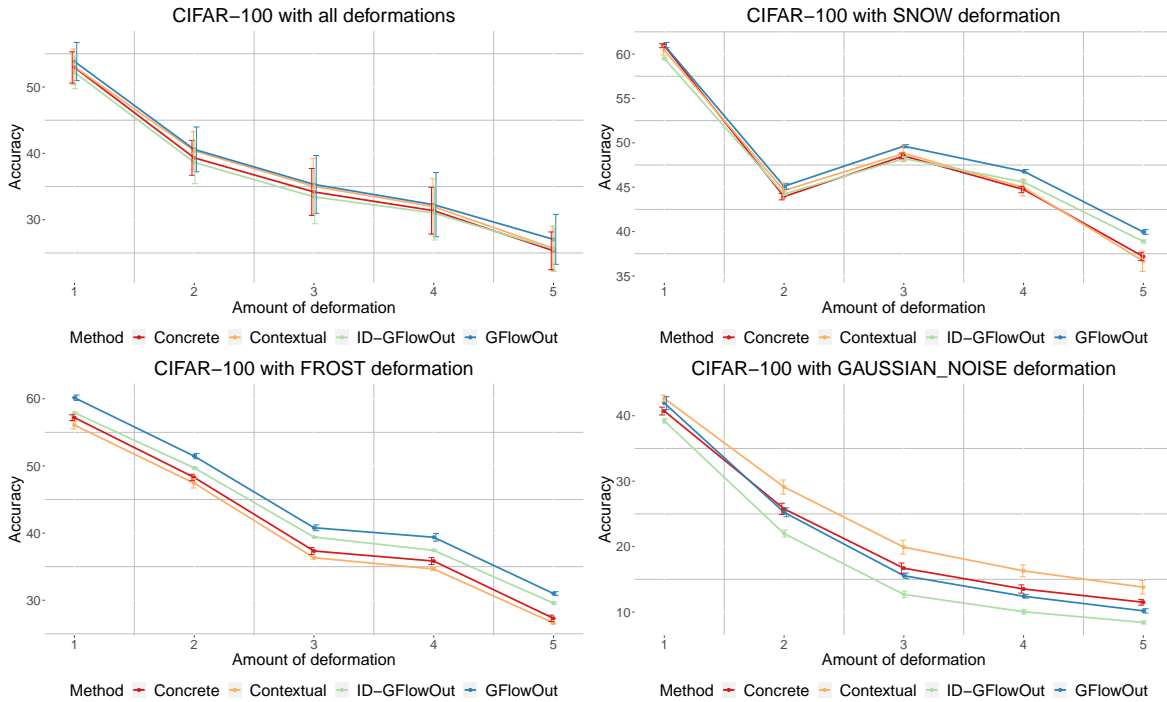 CIFAR−100 with all deformations
Accuracy
50
40
30
1 2 3 4 5
Amount of deformation
Method Concrete Contextual ID−GFlowOut GFlowOut
CIFAR−100 with SNOW deformation
Accuracy
60
55
50
45
40
35
1 2 3 4 5
Amount of deformation
Method Concrete Contextual ID−GFlowOut GFlowOut
CIFAR−100 with FROST deformation
Accuracy
60
50
40
30
1 2 3 4 5
Amount of deformation
Method Concrete Contextual ID−GFlowOut GFlowOut
CIFAR−100 with GAUSSIAN_NOISE deformation
Accuracy
40
30
20
10
1 2 3 4 5
Amount of deformation
Method Concrete Contextual ID−GFlowOut GFlowOut